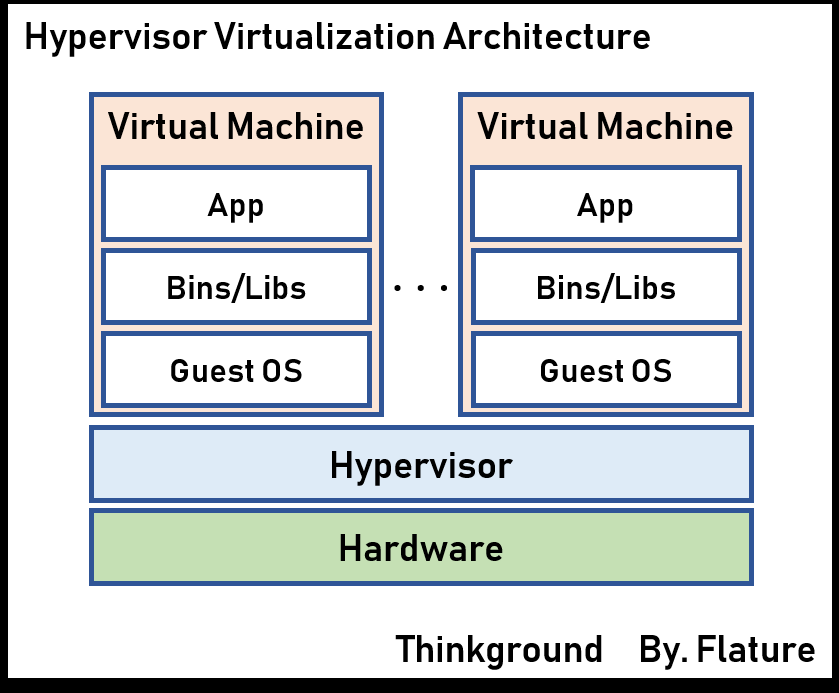 Hypervisor Virtualization Architecture
Virtual Machine
App
Bins/Libs
Guest OS
. . .
Virtual Machine
App
Bins/Libs
Guest OS
Hypervisor
Hardware
Thinkground By. Flature